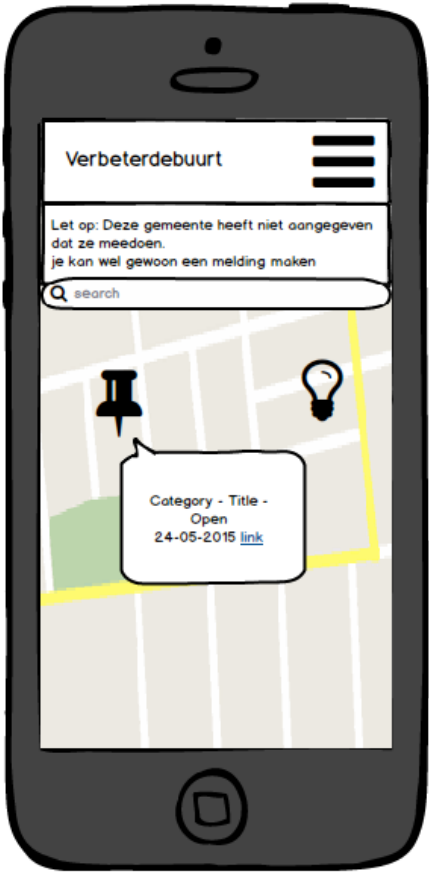 Verbeterdebuurt
Let op: Deze gemeente heeft niet aangegeven
dat ze meedoen.
je kan wel gewoon een melding maken
search
Category - Title -
Open
24-05-2015 link